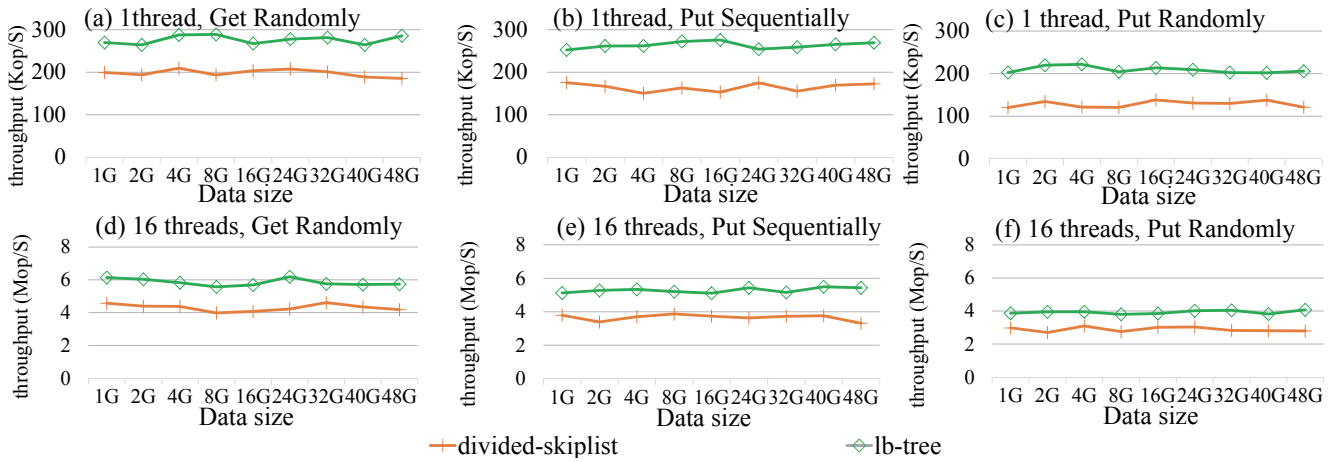 (a) 1thread, Get Randomly
throughput (Kop/S)
300
200
100
0
1G 2G 4G 8G 16G 24G 32G 40G 48G
Data size
(b) 1thread, Put Sequentially
throughput (Kop/S)
300
200
100
0
1G 2G 4G 8G 16G 24G 32G 40G 48G
Data size
(c) 1 thread, Put Randomly
throughput (Kop/S)
300
200
100
0
1G 2G 4G 8G 16G 24G 32G 40G 48G
Data size
(d) 16 threads, Get Randomly
throughput (Mop/S)
8
6
4
2
0
1G 2G 4G 8G 16G 24G 32G 40G 48G
Data size
(e) 16 threads, Put Sequentially
throughput (Mop/S)
8
6
4
2
0
1G 2G 4G 8G 16G 24G 32G 40G 48G
Data size
(f) 16 threads, Put Randomly
throughput (Mop/S)
8
6
4
2
0
1G 2G 4G 8G 16G 24G 32G 40G 48G
Data size
divided-skiplist
lb-tree